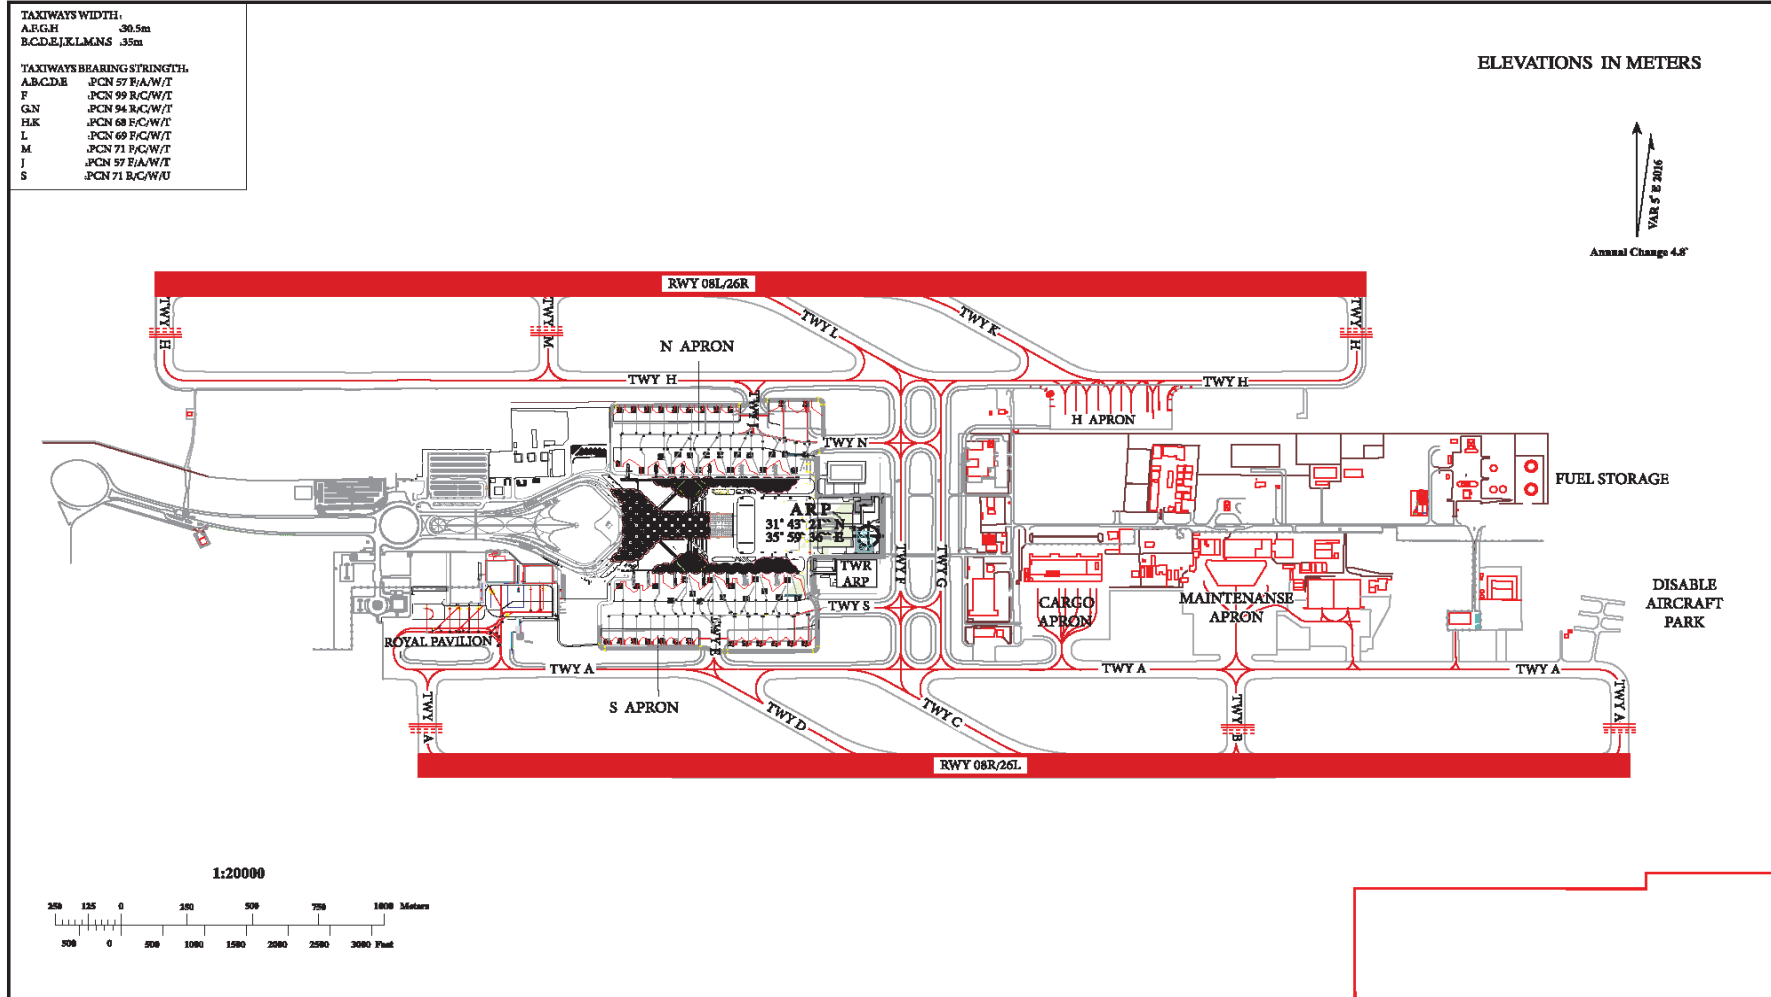 TAXIWAYS WIDTH:
A.F.G.H :30.5m
B.C.D.E.J.K.L.M.N.S :35m
TAXIWAYS BEARING STRINGTH:
A.B.C.D.E :PCN 57 F/A/W/T
F :PCN 99 R/C/W/T
G.N :PCN 94 R/C/W/T
H.K :PCN 68 F/C/W/T
L :PCN 69 F/C/W/T
M :PCN 71 F/C/W/T
J :PCN 57 F/A/W/T
S :PCN 71 R/C/W/U
ELEVATIONS IN METERS
VAR 5° E 2016
Annual Change 4.8'
RWY 08L/26R
TWY H
TWY M
TWY L
TWY K
TWY H
N APRON
TWY H
TWY H
TWY J
H APRON
TWY N
FUEL STORAGE
ARP
31° 43' 21'' N
35° 59' 36'' E
TWR
ARP
TWY F
TWY G
TWY S
CARGO
APRON
MAINTENANSE
APRON
DISABLE
AIRCRAFT
PARK
ROYAL PAVILION
TWY E
TWY A
TWY A
TWY A
S APRON
TWY A
TWY D
TWY C
TWY B
TWY A
RWY 08R/26L
1:20000
250 125 0 250 500 750 1000 Meters
500 0 500 1000 1500 2000 2500 3000 Feet